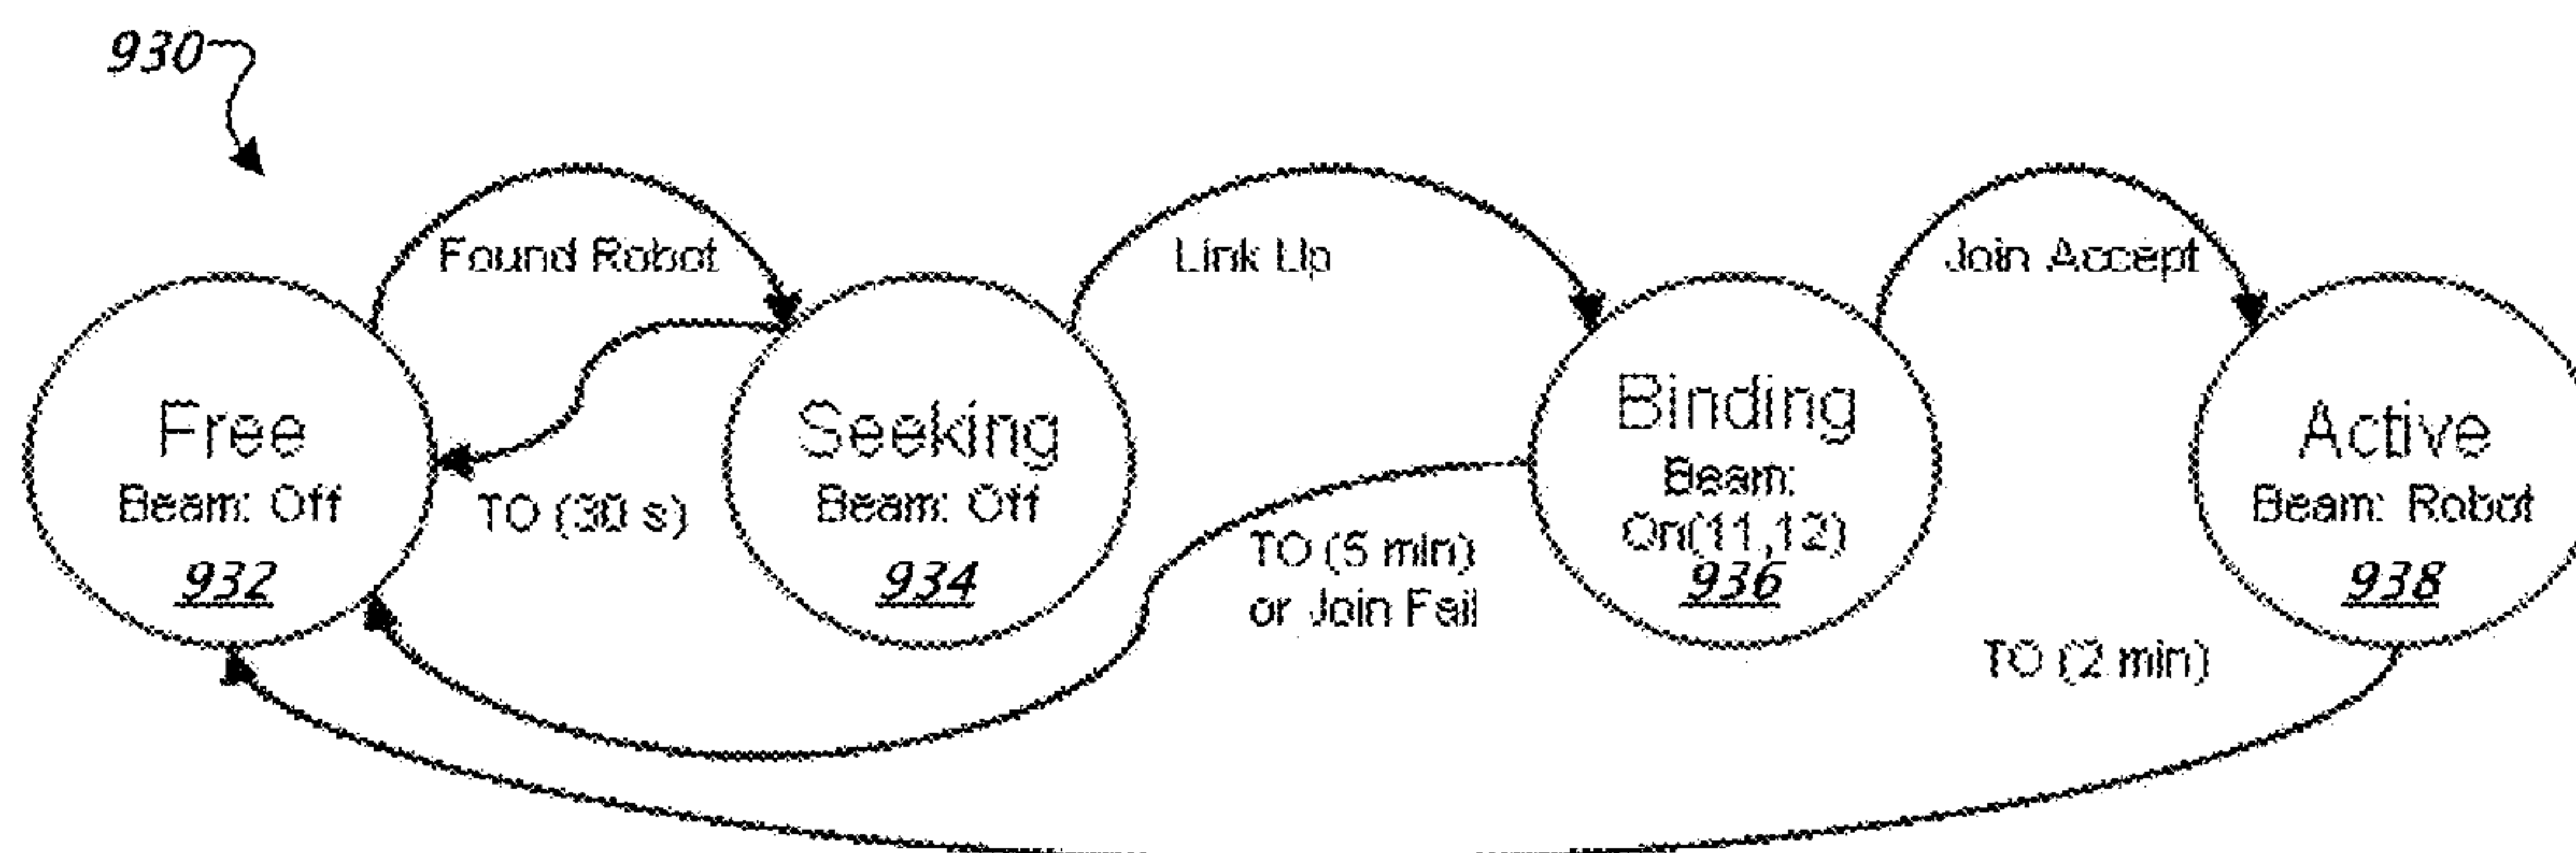 930
Found Robot
Link Up
Join Accept
Free
Beam: Off
932
TO (30 s)
Seeking
Beam: Off
934
TO (5 min)
or Join Fail
Binding
Beam:
On(11,12)
936
Active
Beam: Robot
938
TO (2 min)